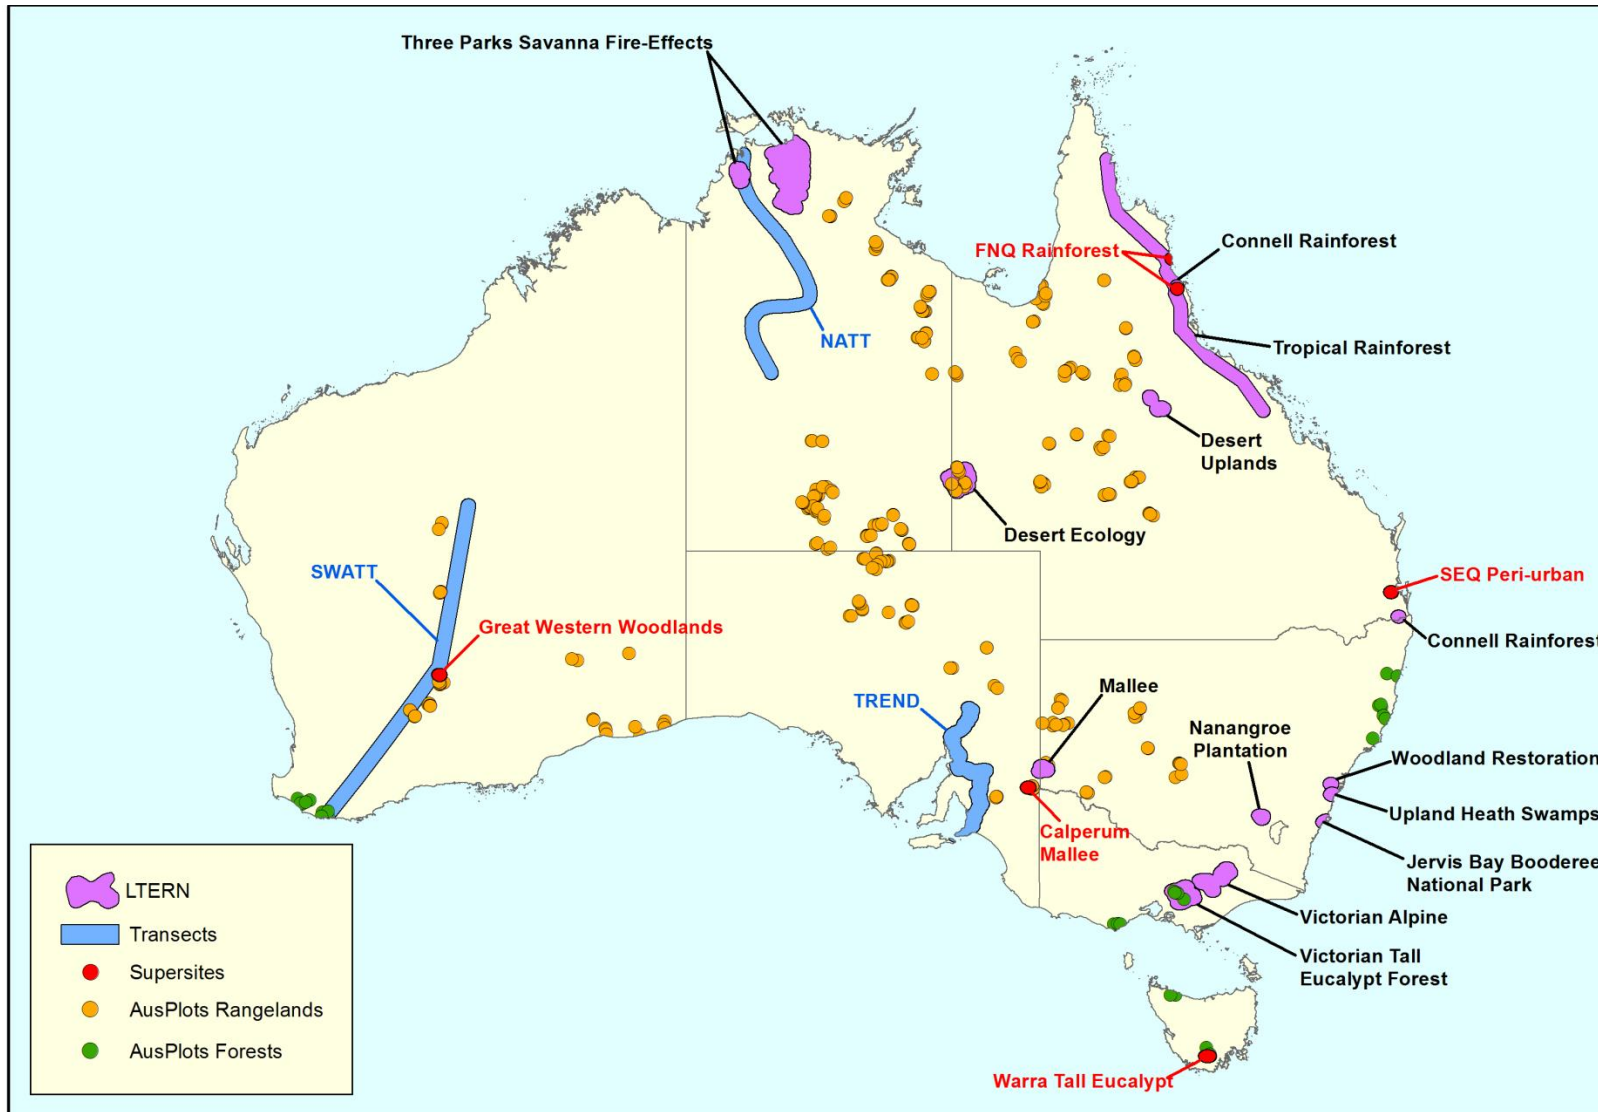 Three Parks Savanna Fire-Effects
FNQ Rainforest
Connell Rainforest
NATT
Tropical Rainforest
Desert
Uplands
Desert Ecology
SWATT
SEQ Peri-urban
Great Western Woodlands
Connell Rainforest
TREND
Mallee
Nanangroe
Plantation
Woodland Restoration
Upland Heath Swamps
Calperum
Mallee
Jervis Bay Booderee
National Park
Victorian Alpine
Victorian Tall
Eucalypt Forest
Warra Tall Eucalypt
LTERN
Transects
Supersites
AusPlots Rangelands
AusPlots Forests